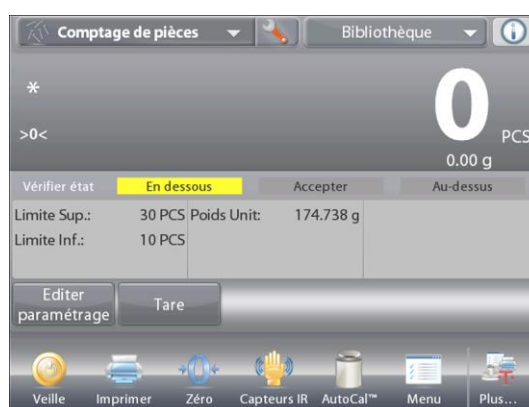 Comptage de pièces
Bibliothèque
*
>0<
0 PCS
0.00 g
Vérifier état En dessous Accepter Au-dessus
Limite Sup.: 30 PCS Poids Unit: 174.738 g
Limite Inf.: 10 PCS
Editer
paramétrage
Tare
Veille Imprimer Zéro Capteurs IR AutoCal™ Menu Plus...